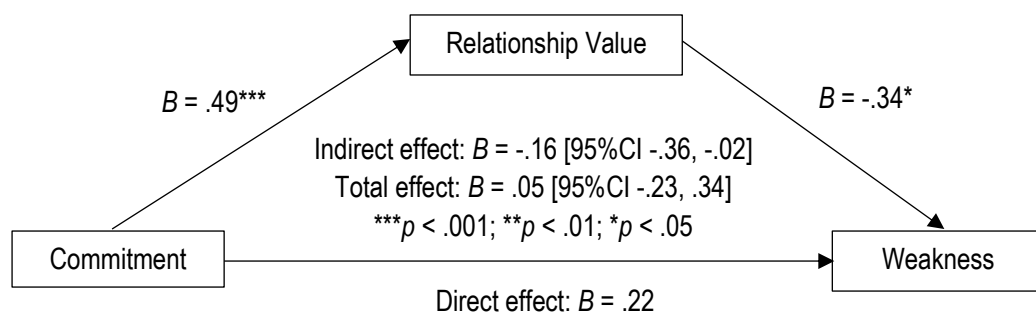 Relationship Value
B = .49***
B = -.34*
Indirect effect: B = -.16 [95%CI -.36, -.02]
Total effect: B = .05 [95%CI -.23, .34]
***p < .001; **p < .01; *p < .05
Commitment
Weakness
Direct effect: B = .22